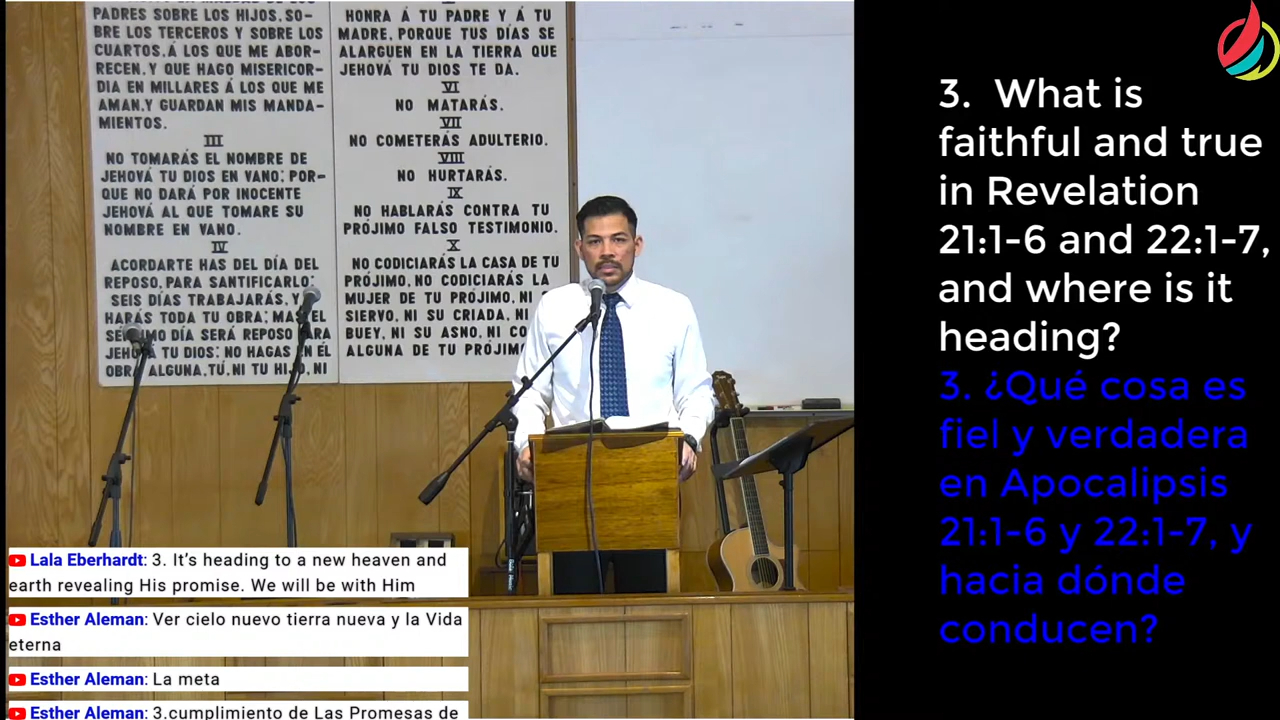 PADRES SOBRE LOS HIJOS, SO-
BRE LOS TERCEROS Y SOBRE LOS
CUARTOS, Á LOS QUE ME ABOR-
RECEN, Y QUE HAGO MISERICOR-
DIA EN MILLARES Á LOS QUE ME
AMAN, Y GUARDAN MIS MANDA-
MIENTOS.
III
NO TOMARÁS EL NOMBRE DE
JEHOVÁ TU DIOS EN VANO; POR-
QUE NO DARÁ POR INOCENTE
JEHOVÁ AL QUE TOMARE SU
NOMBRE EN VANO.
IV
ACORDARTE HAS DEL DÍA DEL
REPOSO, PARA SANTIFICARLO:
SEIS DÍAS TRABAJARÁS, Y
HARÁS TODA TU OBRA; MAS EL
DÍA SERÁ REPOSO PARA
JEHOVÁ TU DIOS: NO HAGAS EN EL
OBRA ALGUNA, TÚ, NI TU HIJO, NI
HONRA Á TU PADRE Y Á TU
MADRE, PORQUE TUS DÍAS SE
ALARGUEN EN LA TIERRA QUE
JEHOVÁ TU DIOS TE DA.
VI
NO MATARÁS.
VII
NO COMETERÁS ADULTERIO.
VIII
NO HURTARÁS.
IX
NO HABLARÁS CONTRA TU
PRÓJIMO FALSO TESTIMONIO.
X
NO CODICIARÁS LA CASA DE TU
PRÓJIMO, NO CODICIARÁS LA
MUJER DE TU PRÓJIMO, NI
SIERVO, NI SU CRIADA, NI
BUEY, NI SU ASNO, NI CO
ALGUNA DE TU PRÓJIMO
3. What is
faithful and true
in Revelation
21:1-6 and 22:1-7,
and where is it
heading?
3. ¿Qué cosa es
fiel y verdadera
en Apocalipsis
21:1-6 y 22:1-7, y
hacia dónde
conducen?
Lala Eberhardt: 3. It's heading to a new heaven and
earth revealing His promise. We will be with Him
Esther Aleman: Ver cielo nuevo tierra nueva y la Vida
eterna
Esther Aleman: La meta
Esther Aleman: 3.cumplimiento de Las Promesas de